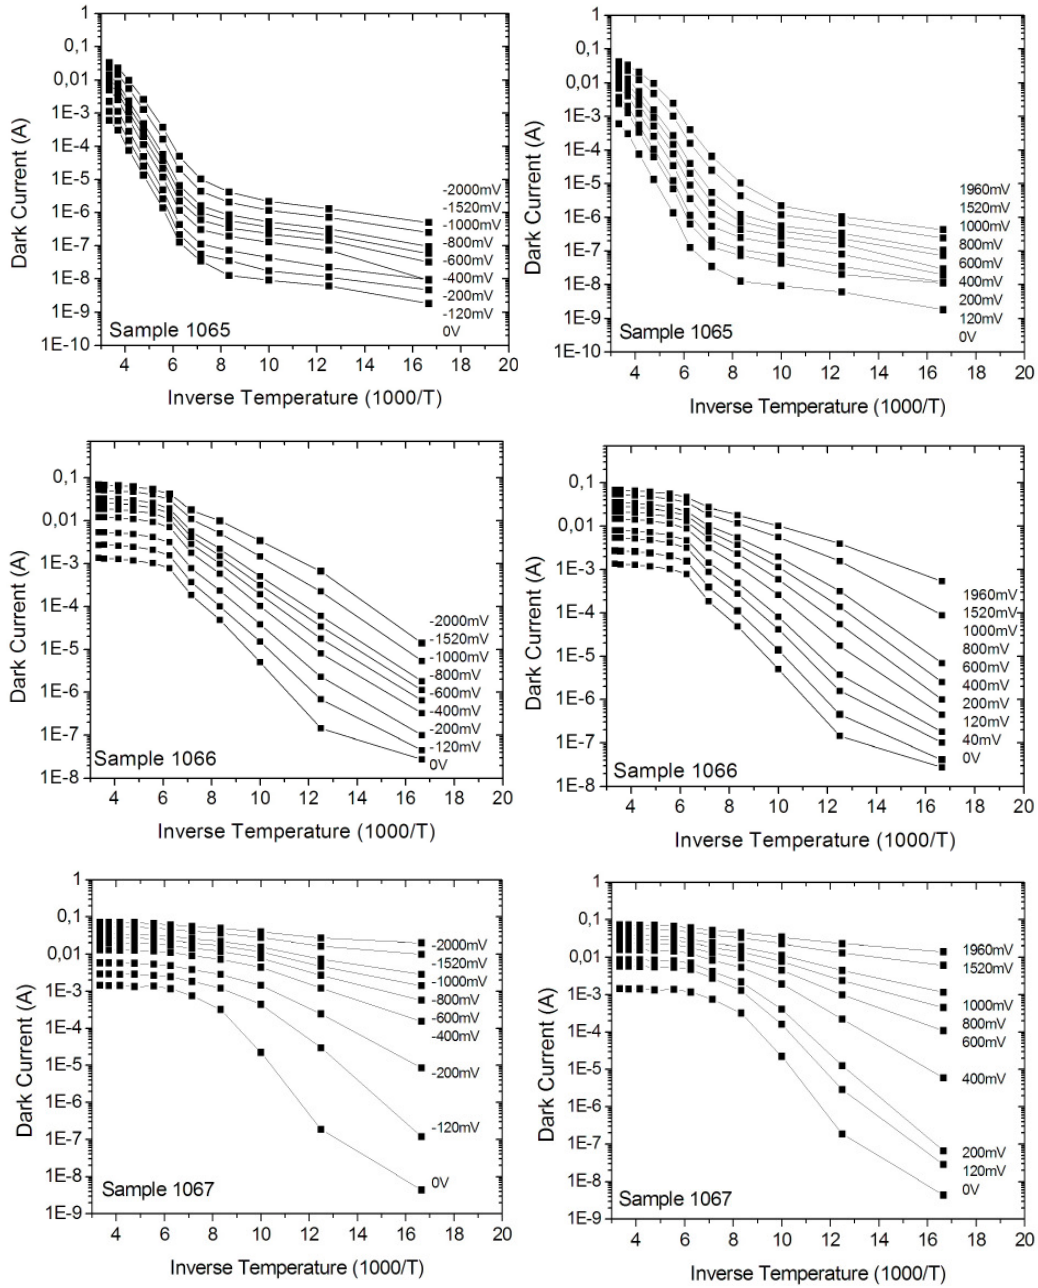 1
0,1
0,01
1E-3
1E-4
1E-5
1E-6
1E-7
1E-8
1E-9
1E-10
Dark Current (A)
-2000mV
-1520mV
-1000mV
-800mV
-600mV
-400mV
-200mV
-120mV
0V
Sample 1065
4 6 8 10 12 14 16 18 20
Inverse Temperature (1000/T)
1
0,1
0,01
1E-3
1E-4
1E-5
1E-6
1E-7
1E-8
1E-9
1E-10
Dark Current (A)
1960mV
1520mV
1000mV
800mV
600mV
400mV
200mV
120mV
0V
Sample 1065
4 6 8 10 12 14 16 18 20
Inverse Temperature (1000/T)
0,1
0,01
1E-3
1E-4
1E-5
1E-6
1E-7
1E-8
Dark Current (A)
-2000mV
-1520mV
-1000mV
-800mV
-600mV
-400mV
-200mV
-120mV
0V
Sample 1066
4 6 8 10 12 14 16 18 20
Inverse Temperature (1000/T)
0,1
0,01
1E-3
1E-4
1E-5
1E-6
1E-7
1E-8
Dark Current (A)
1960mV
1520mV
1000mV
800mV
600mV
400mV
200mV
120mV
40mV
0V
Sample 1066
4 6 8 10 12 14 16 18 20
Inverse Temperature (1000/T)
1
0,1
0,01
1E-3
1E-4
1E-5
1E-6
1E-7
1E-8
1E-9
Dark Current (A)
-2000mV
-1520mV
-1000mV
-800mV
-600mV
-400mV
-200mV
-120mV
0V
Sample 1067
4 6 8 10 12 14 16 18 20
Inverse Temperature (1000/T)
1
0,1
0,01
1E-3
1E-4
1E-5
1E-6
1E-7
1E-8
1E-9
Dark Current (A)
1960mV
1520mV
1000mV
800mV
600mV
400mV
200mV
120mV
0V
Sample 1067
4 6 8 10 12 14 16 18 20
Inverse Temperature (1000/T)